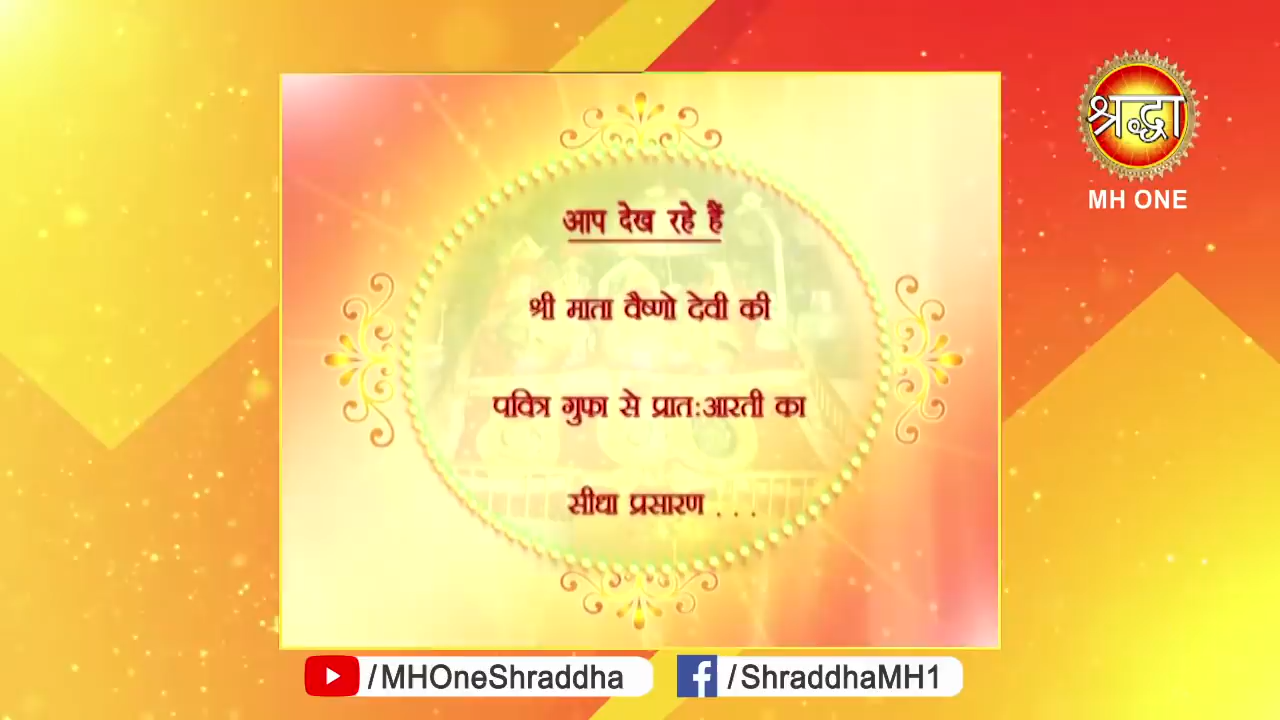 आप देख रहे हैं
श्री माता वैष्णो देवी की
पवित्र गुफा से प्रातःआरती का
सीधा प्रसारण . . .
श्रद्धा
MH ONE
/MHOneShraddha
/ShraddhaMH1